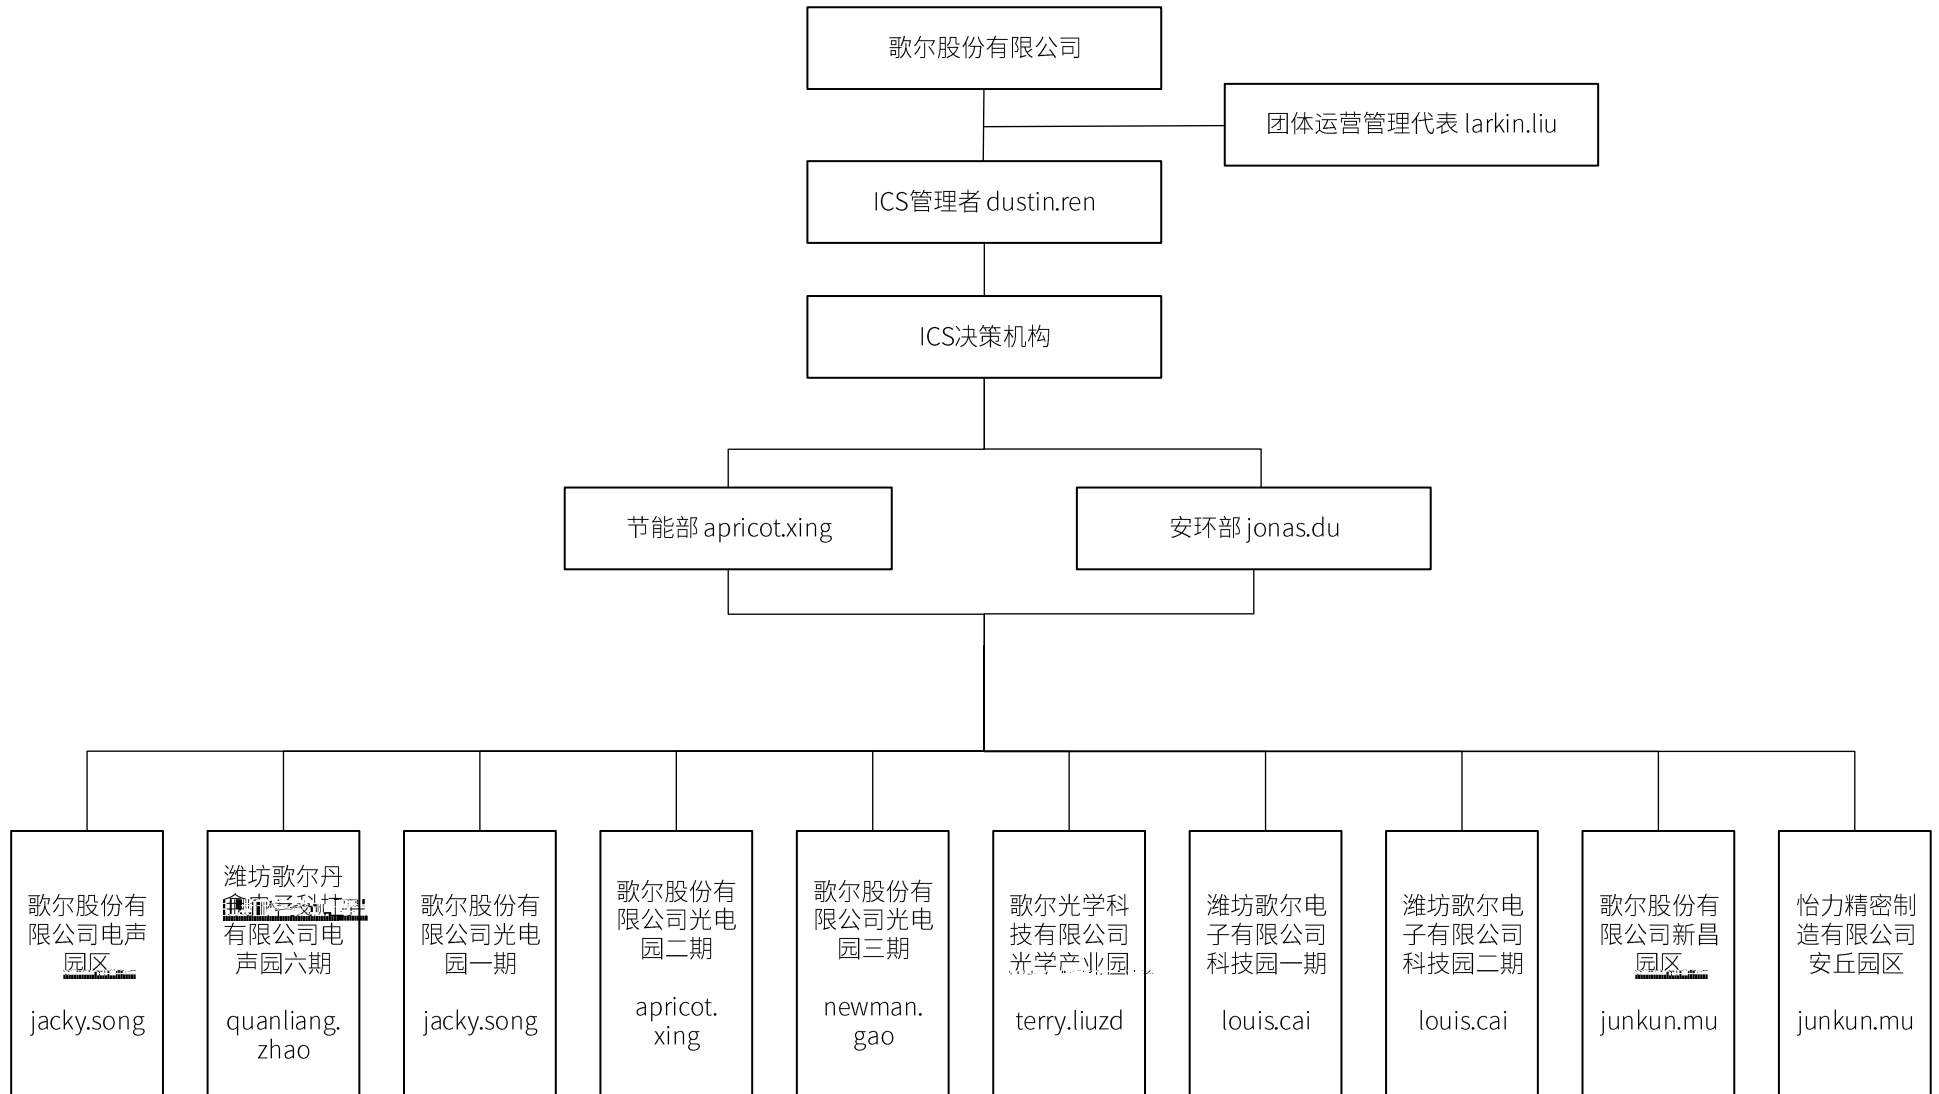 歌尔股份有限公司
团体运营管理代表 larkin.liu
ICS管理者 dustin.ren
ICS决策机构
节能部 apricot.xing
安环部 jonas.du
歌尔股份有
限公司电声
园区
jacky.song
潍坊歌尔丹
有限公司电
声园六期
quanliang.
zhao
歌尔股份有
限公司光电
园一期
jacky.song
歌尔股份有
限公司光电
园二期
apricot.
xing
歌尔股份有
限公司光电
园三期
newman.
gao
歌尔光学科
技有限公司
光学产业园
terry.liuzd
潍坊歌尔电
子有限公司
科技园一期
louis.cai
潍坊歌尔电
子有限公司
科技园二期
louis.cai
歌尔股份有
限公司新昌
园区
junkun.mu
怡力精密制
造有限公司
安丘园区
junkun.mu